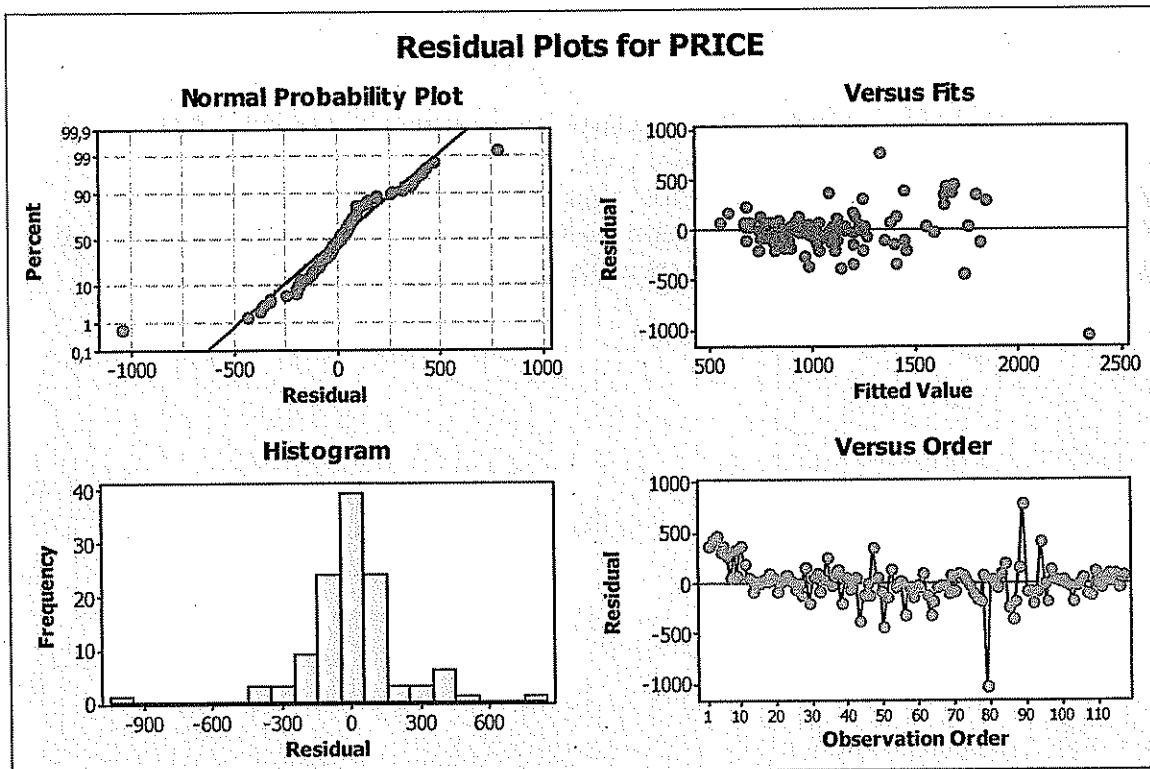 Residual Plots for PRICE
Normal Probability Plot
99,9
99
90
50
10
1
0,1
Percent
-1000 -500 0 500 1000
Residual
Versus Fits
1000
500
0
-500
-1000
Residual
500 1000 1500 2000 2500
Fitted Value
Histogram
40
30
20
10
0
Frequency
-900 -600 -300 0 300 600
Residual
Versus Order
1000
500
0
-500
-1000
Residual
1 10 20 30 40 50 60 70 80 90 100 110
Observation Order